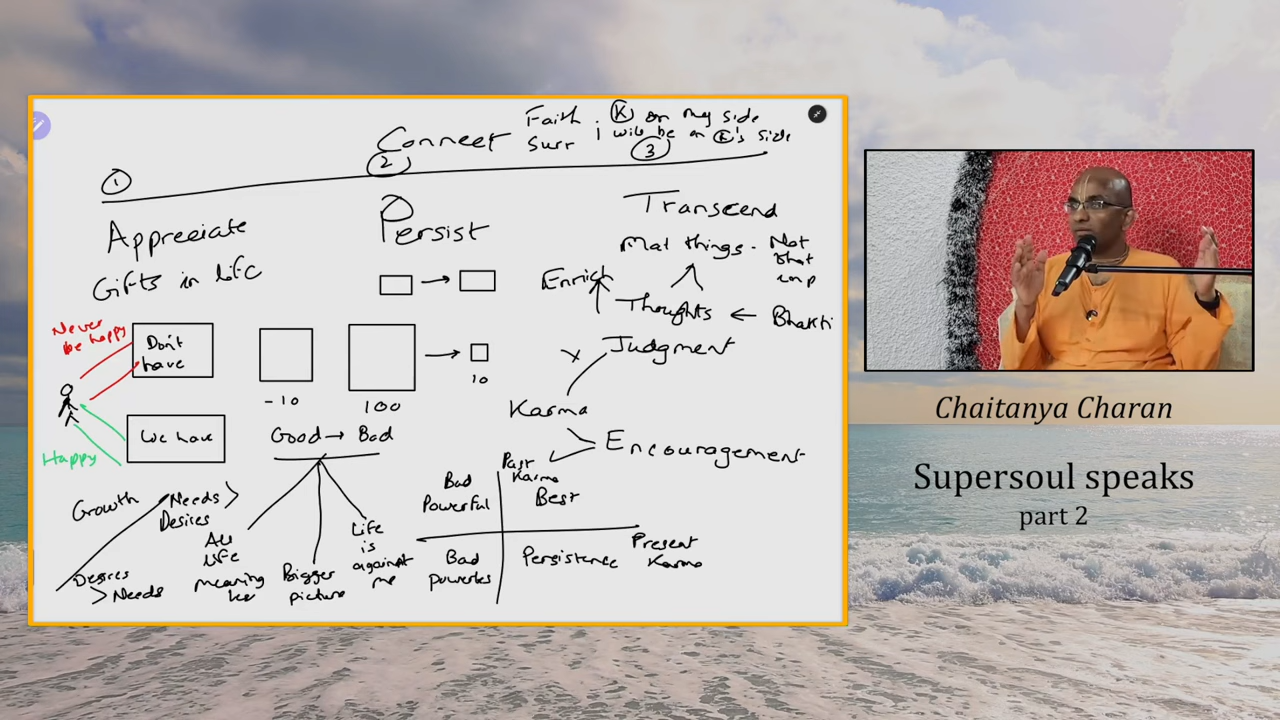 Connect
Faith : K on my side
Surr i will be on K's side
1
2
3
Appreciate
Gifts in life
Never
be happy
Don't
have
We have
Happy
Growth
Needs >
Desires
Desires
> Needs
Persist
-10
100
10
Good → Bad
All
life
meaning
less
Bigger
picture
Life
is
against
me
Transcend
Mat things - Not
that
imp
Enrich
Thoughts ← Bhakti
x
Judgment
Karma
Encouragement
Past
Karma
Bad
Powerful
Best
Bad
Powerless
Persistence
Present
Karma
Chaitanya Charan
Supersoul speaks
part 2